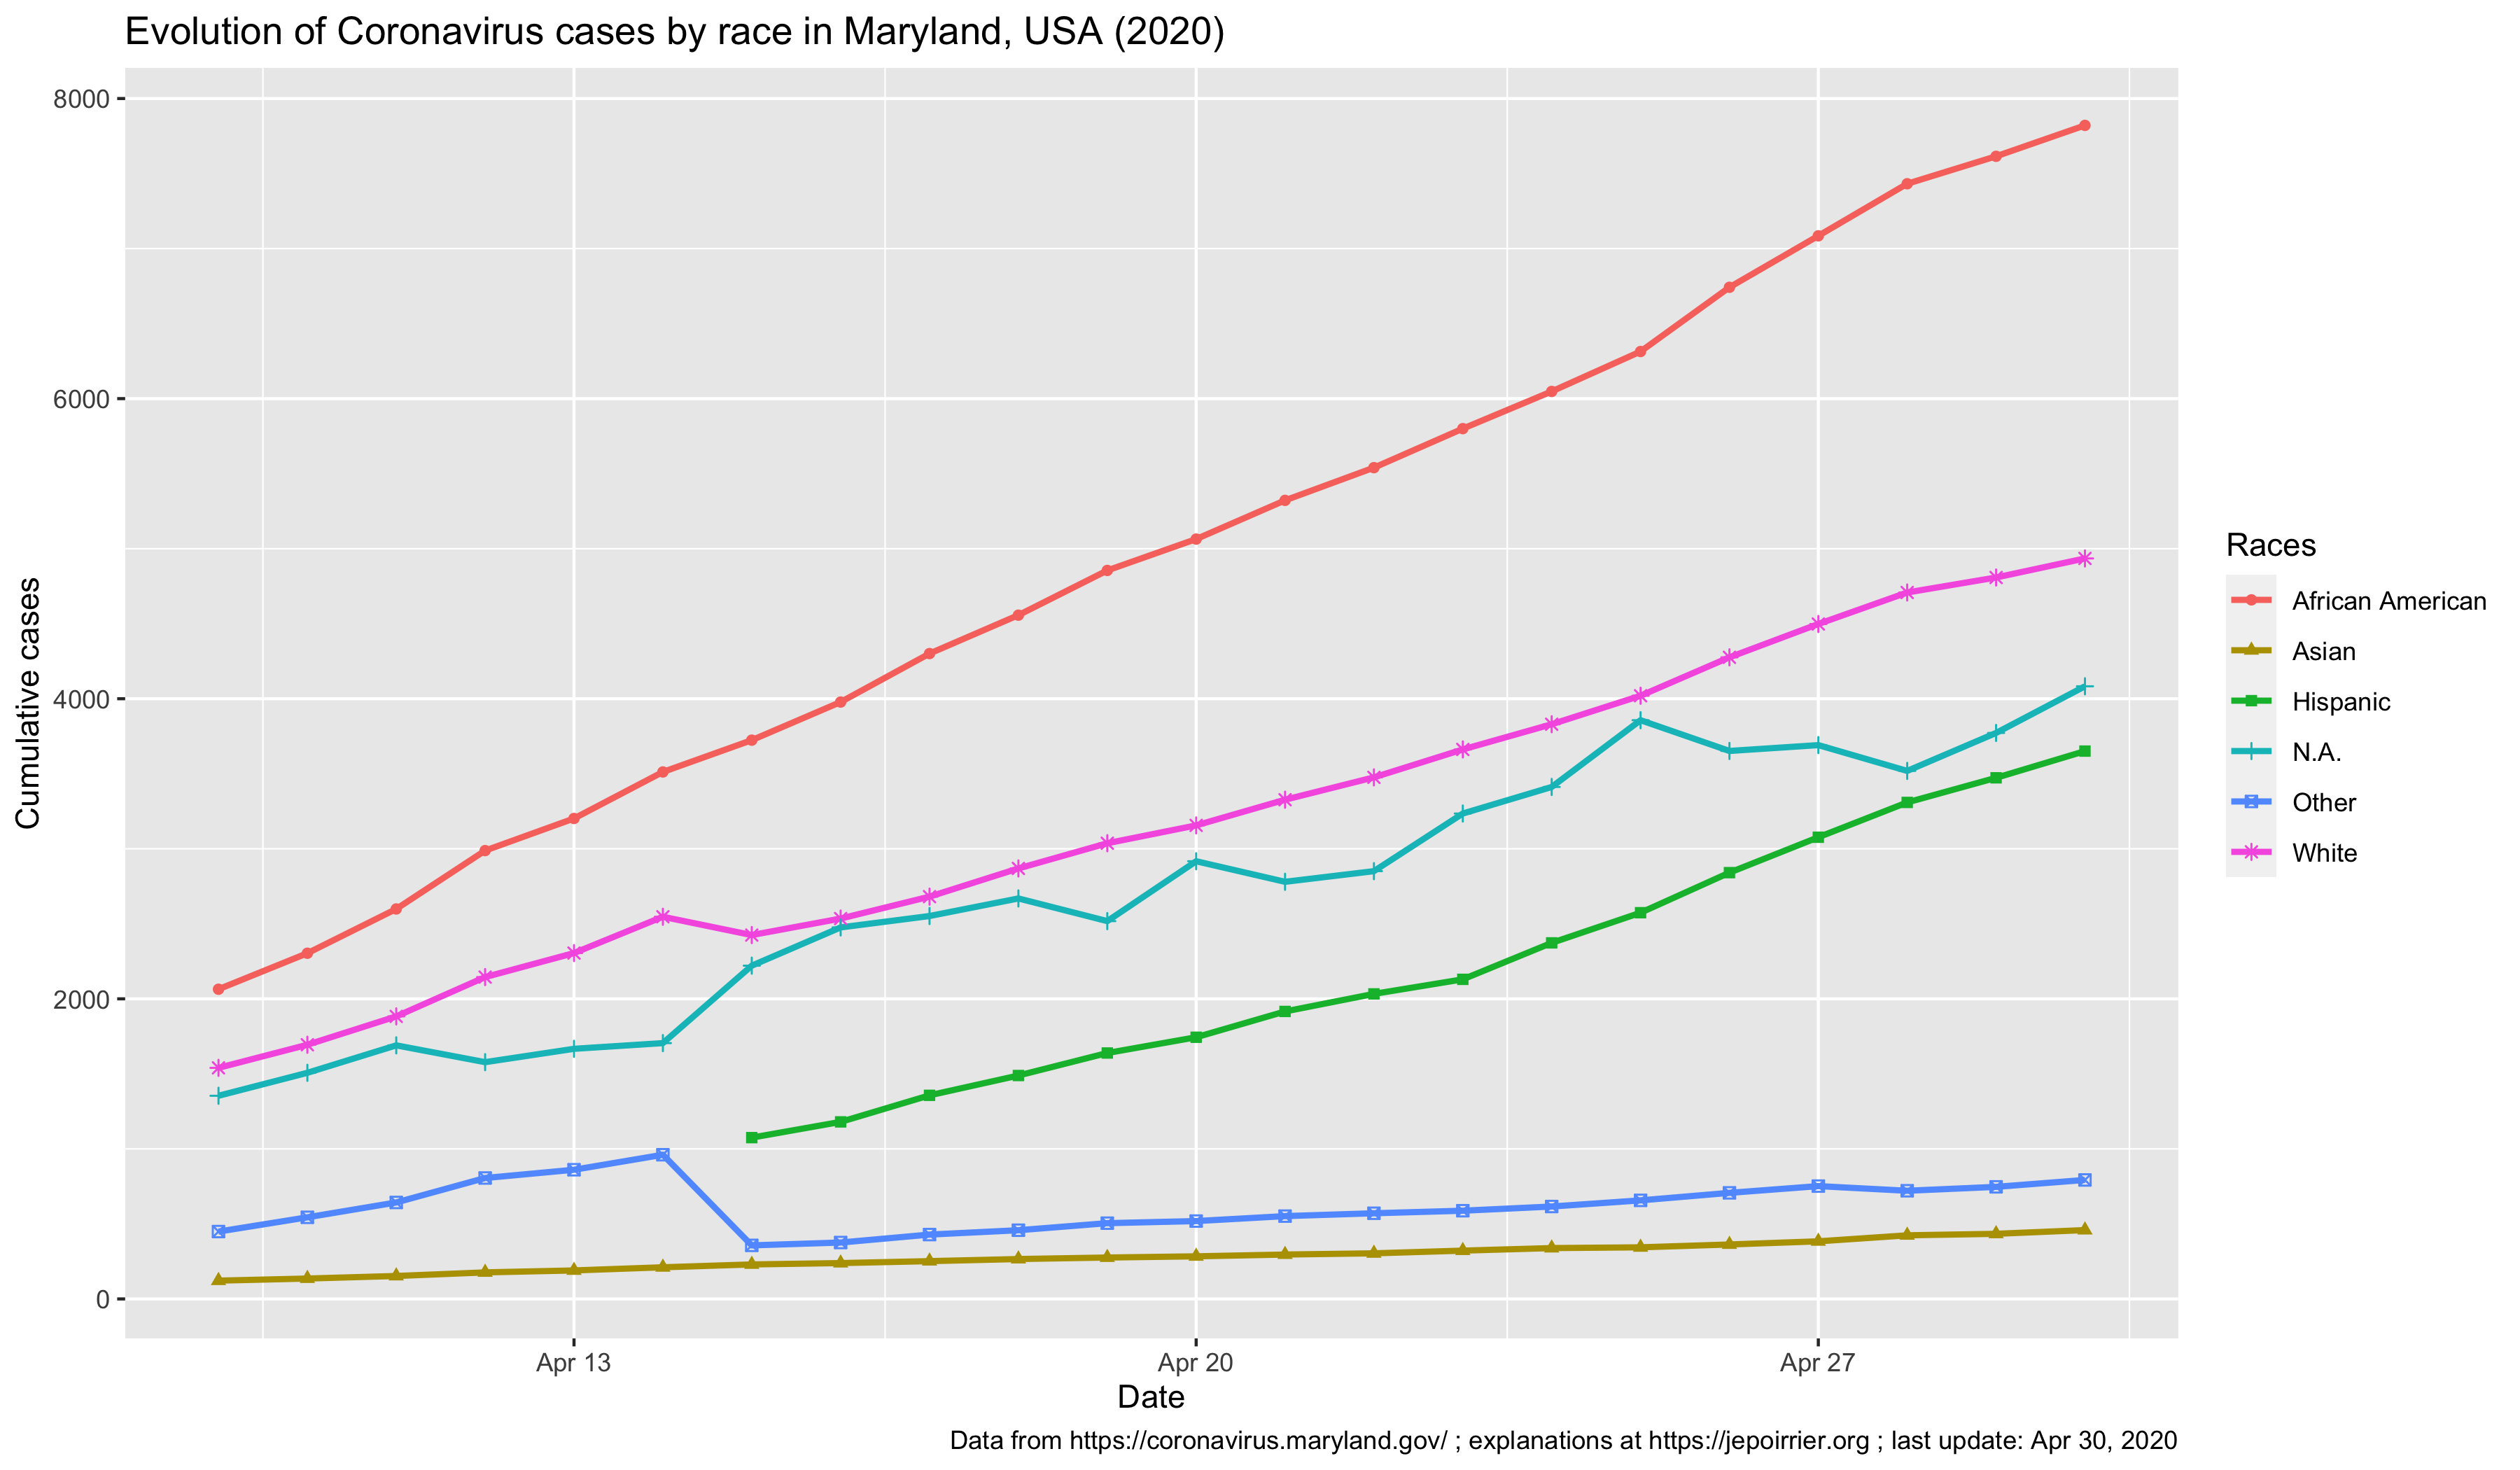 Evolution of Coronavirus cases by race in Maryland, USA (2020)
8000
6000
4000
2000
0
Cumulative cases
Apr 13
Apr 20
Apr 27
Date
Races
African American
Asian
Hispanic
N.A.
Other
White
Data from https://coronavirus.maryland.gov/ ; explanations at https://jepoirrier.org ; last update: Apr 30, 2020